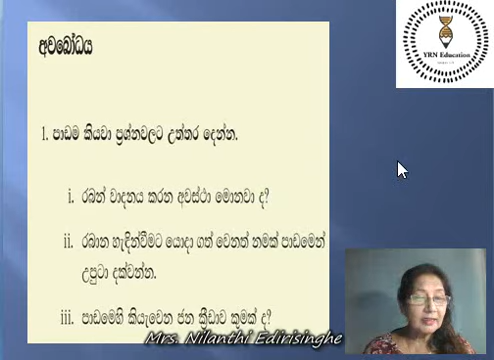 අවබෝධය
YRN Education
1. පාඩම කියවා ප්‍රශ්නවලට උත්තර දෙන්න.
i. රබන් වාදනය කරන අවස්ථා මොනවා ද?
ii. රබාන හැඳින්වීමට යොදා ගත් වෙනත් නමක් පාඩමෙන්
උපුටා දක්වන්න.
iii. පාඩමෙහි කියැවෙන ජන ක්‍රීඩාව කුමක් ද?
Mrs. Nilanthi Edirisinghe